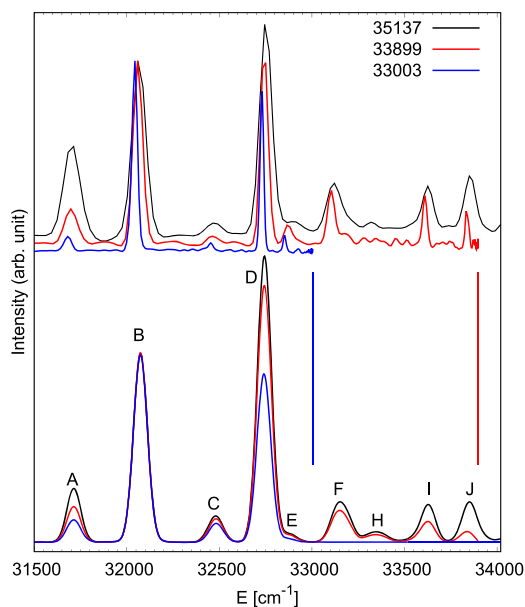 35137
33899
33003
Intensity (arb. unit)
D
B
A
C
E
F
H
I
J
31500 32000 32500 33000 33500 34000
E [cm⁻¹]